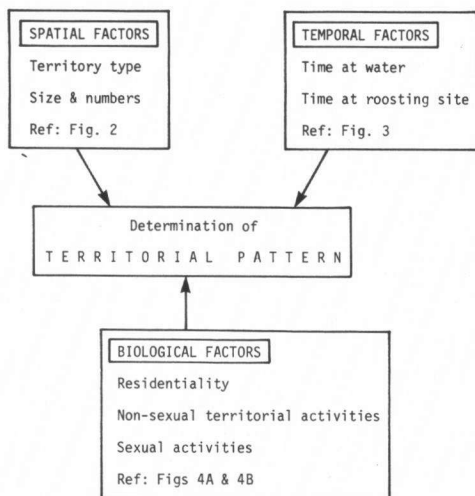 SPATIAL FACTORS
Territory type
Size & numbers
Ref: Fig. 2
TEMPORAL FACTORS
Time at water
Time at roosting site
Ref: Fig. 3
Determination of
TERRITORIAL PATTERN
BIOLOGICAL FACTORS
Residentiality
Non-sexual territorial activities
Sexual activities
Ref: Figs 4A & 4B